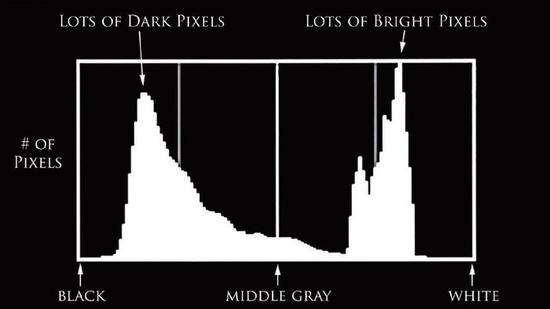 Lots of Dark Pixels
Lots of Bright Pixels
# of
Pixels
Black
Middle Gray
White